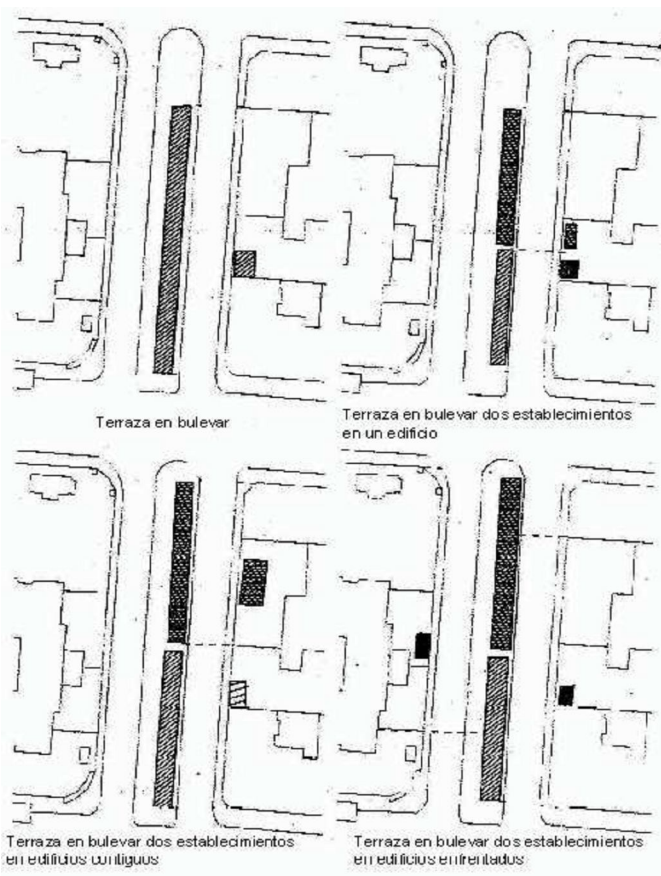 Terraza en bulevar
Terraza en bulevar dos establecimientos
en un edificio
Terraza en bulevar dos establecimientos
en edificios contiguos
Terraza en bulevar dos establecimientos
en edificios enfrentados